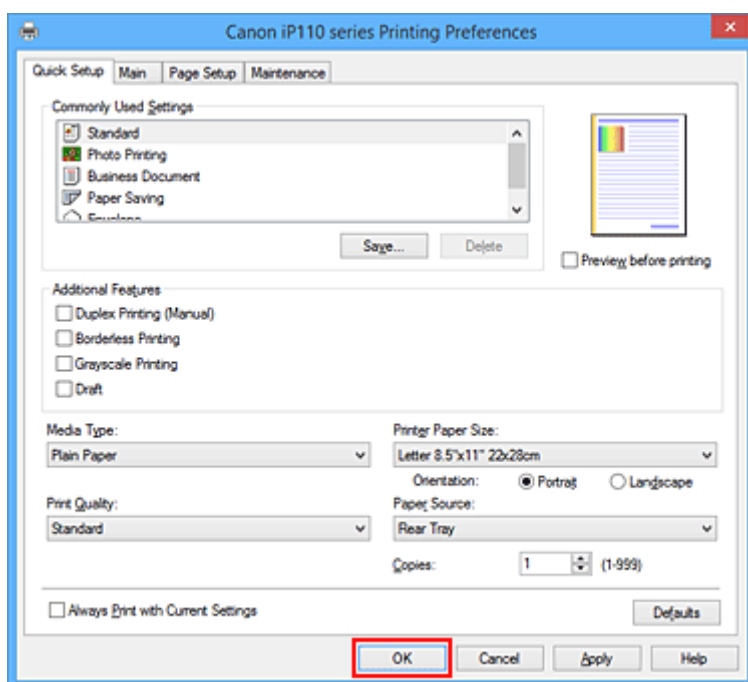 Canon iP110 series Printing Preferences
Quick Setup Main Page Setup Maintenance
Commonly Used Settings
Standard
Photo Printing
Business Document
Paper Saving
Save... Delete
Preview before printing
Additional Features
Duplex Printing (Manual)
Borderless Printing
Grayscale Printing
Draft
Media Type: Printer Paper Size:
Plain Paper Letter 8.5"x11" 22x28cm
Orientation: Portrait Landscape
Print Quality: Paper Source:
Standard Rear Tray
Copies: 1 (1-999)
Always Print with Current Settings Defaults
OK Cancel Apply Help